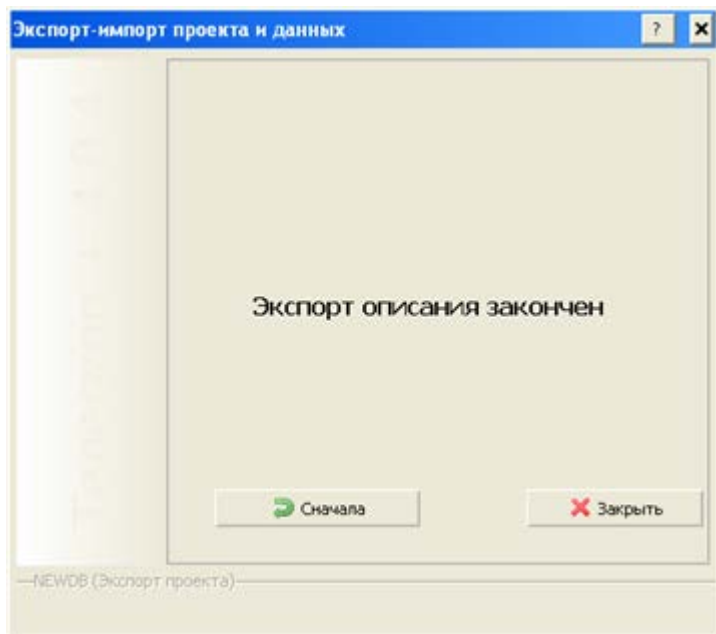 Экспорт-импорт проекта и данных
?
Экспорт описания закончен
Сначала
Закрыть
NEWDB (Экспорт проекта)